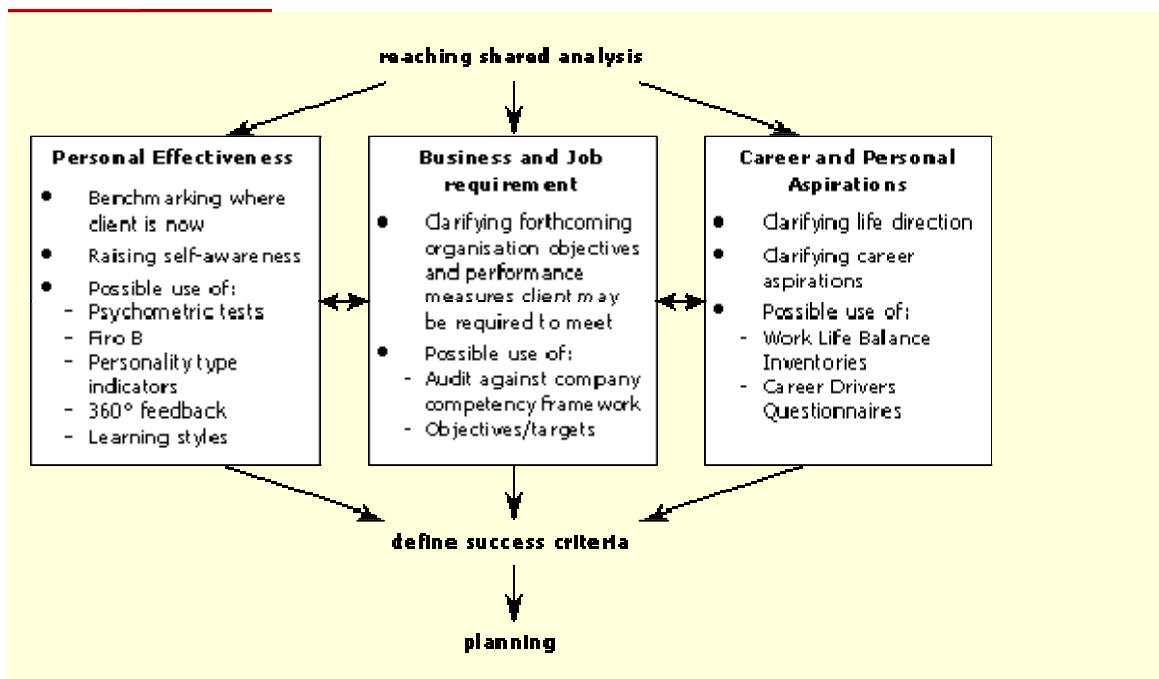 reaching shared analysis
Personal Effectiveness
• Benchmarking where
client is now
• Raising self-awareness
• Possible use of:
- Psychometric tests
- Firo B
- Personality type
indicators
- 360° feedback
- Learning styles
Business and Job
requirement
• Clarifying forthcoming
organisation objectives
and performance
measures client may
be required to meet
• Possible use of:
- Audit against company
competency framework
- Objectives/targets
Career and Personal
Aspirations
• Clarifying life direction
• Clarifying career
aspirations
• Possible use of:
- Work Life Balance
Inventories
- Career Drivers
Questionnaires
define success criteria
planning